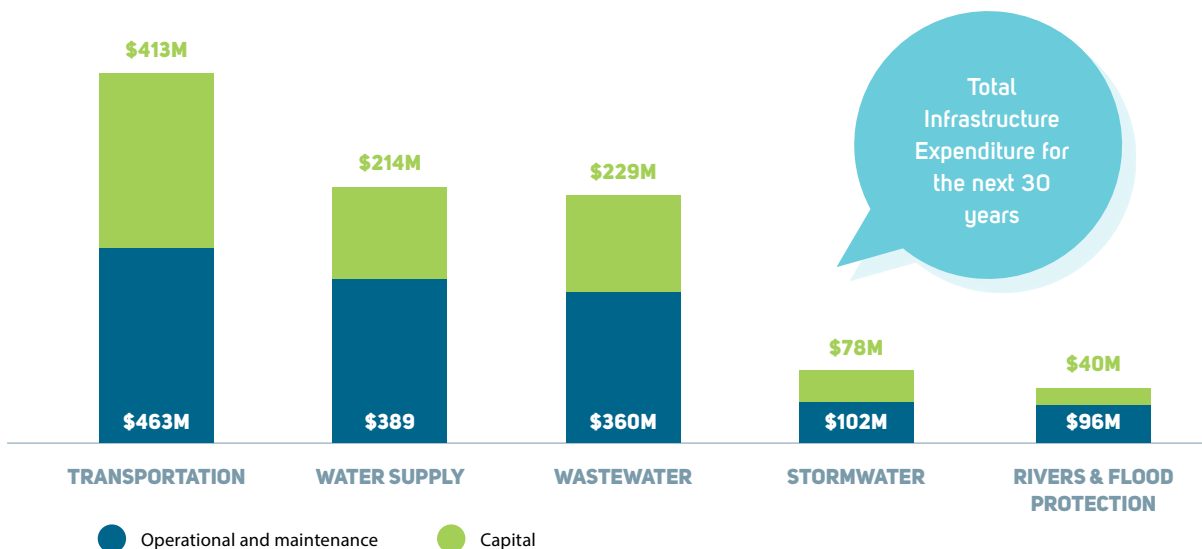 $413M
$214M
$229M
$78M
$40M
Total
Infrastructure
Expenditure for
the next 30
years
$463M
$389
$360M
$102M
$96M
TRANSPORTATION
WATER SUPPLY
WASTEWATER
STORMWATER
RIVERS & FLOOD
PROTECTION
Operational and maintenance
Capital